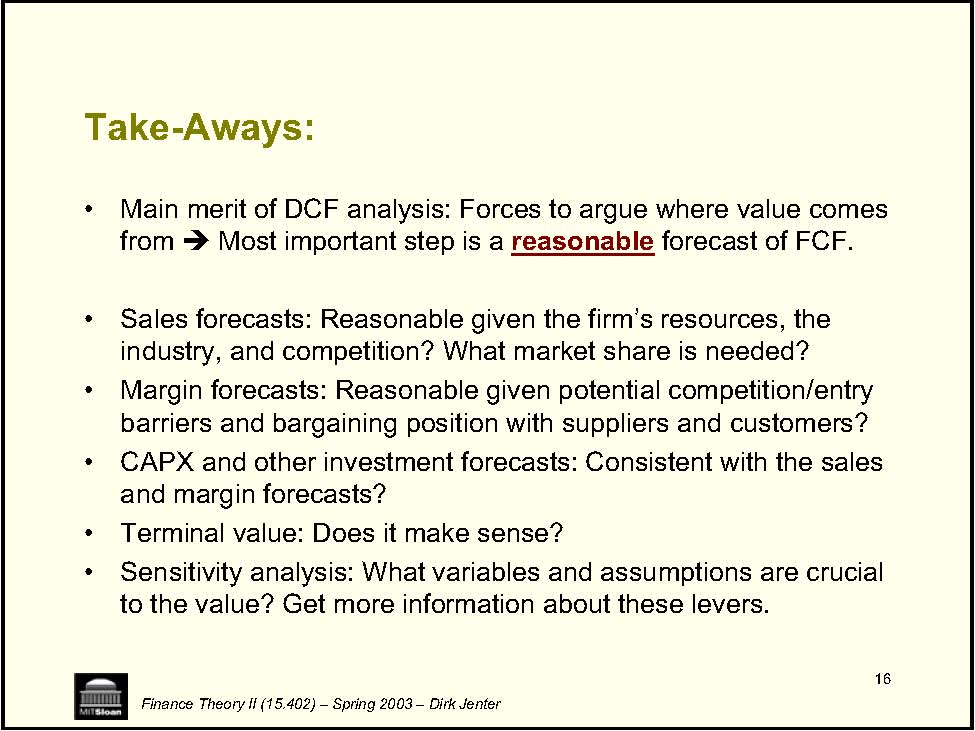 Take-Aways:
• Main merit of DCF analysis: Forces to argue where value comes
from ➔ Most important step is a reasonable forecast of FCF.
• Sales forecasts: Reasonable given the firm’s resources, the
industry, and competition? What market share is needed?
• Margin forecasts: Reasonable given potential competition/entry
barriers and bargaining position with suppliers and customers?
• CAPX and other investment forecasts: Consistent with the sales
and margin forecasts?
• Terminal value: Does it make sense?
• Sensitivity analysis: What variables and assumptions are crucial
to the value? Get more information about these levers.
16
MITSloan
Finance Theory II (15.402) – Spring 2003 – Dirk Jenter